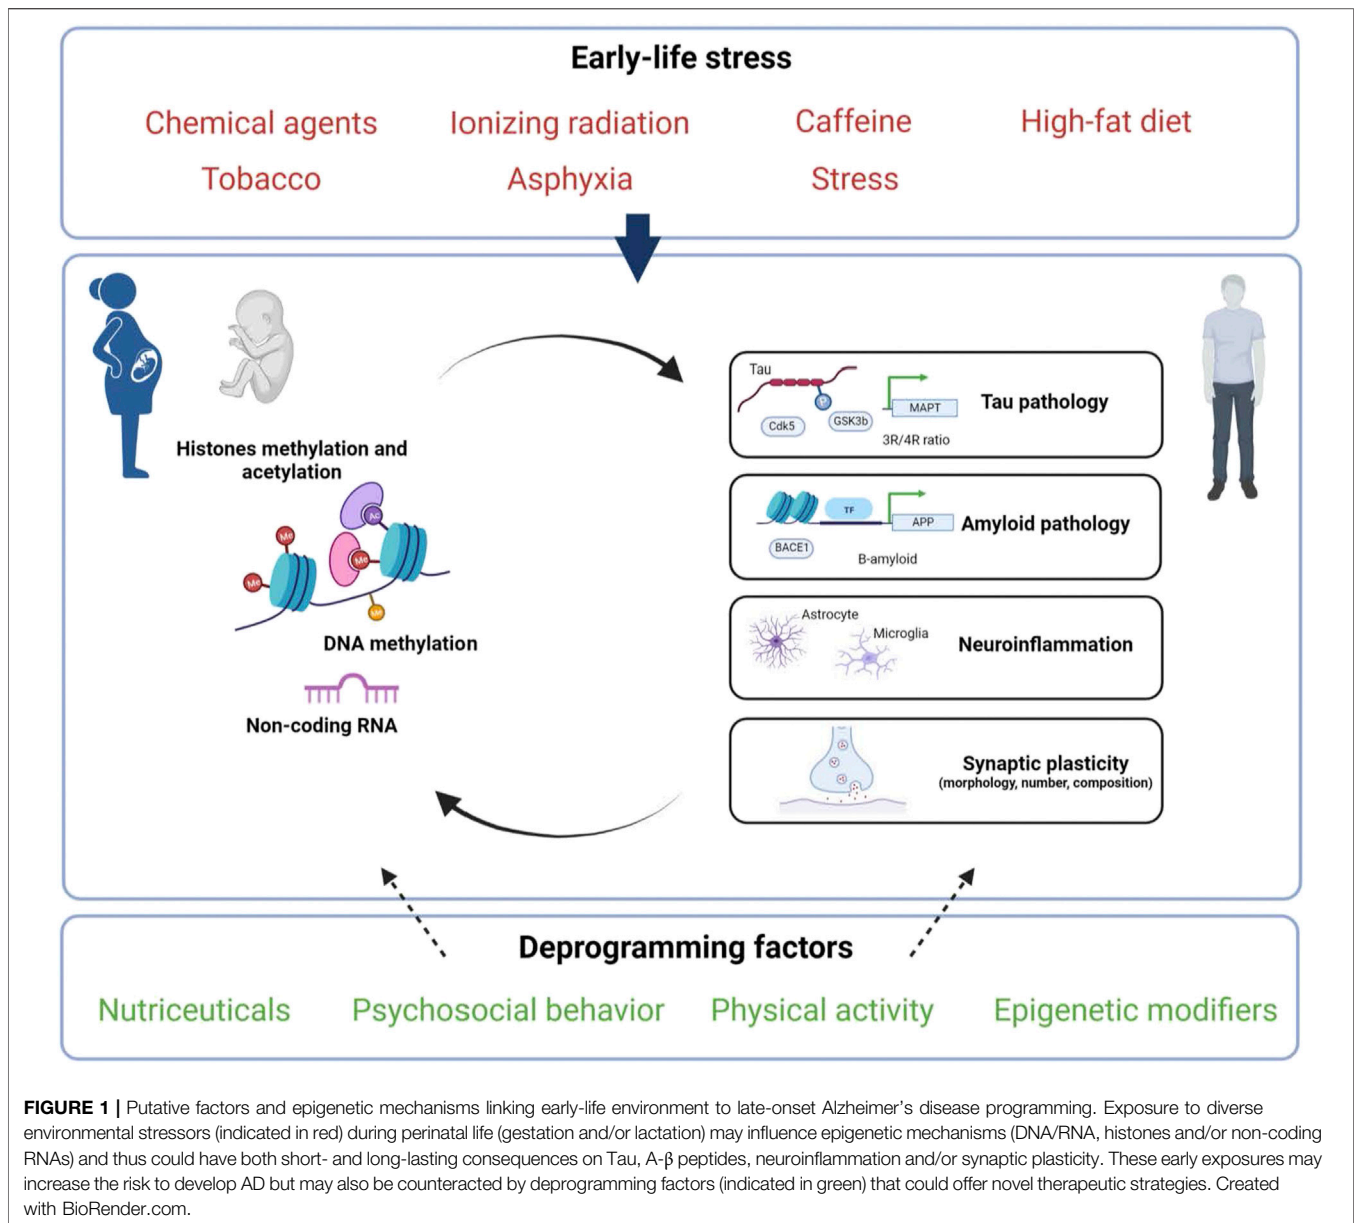 Early-life stress
Chemical agents Ionizing radiation Caffeine High-fat diet
Tobacco Asphyxia Stress
Histones methylation and
acetylation
Ac
Me
Me
Me
Me
DNA methylation
Non-coding RNA
Tau
P
Cdk5
GSK3b
MAPT
3R/4R ratio
Tau pathology
TF
APP
BACE1
B-amyloid
Amyloid pathology
Astrocyte
Microglia
Neuroinflammation
Synaptic plasticity
(morphology, number, composition)
Deprogramming factors
Nutriceuticals Psychosocial behavior Physical activity Epigenetic modifiers
FIGURE 1 | Putative factors and epigenetic mechanisms linking early-life environment to late-onset Alzheimer’s disease programming. Exposure to diverse
environmental stressors (indicated in red) during perinatal life (gestation and/or lactation) may influence epigenetic mechanisms (DNA/RNA, histones and/or non-coding
RNAs) and thus could have both short- and long-lasting consequences on Tau, A-β peptides, neuroinflammation and/or synaptic plasticity. These early exposures may
increase the risk to develop AD but may also be counteracted by deprogramming factors (indicated in green) that could offer novel therapeutic strategies. Created
with BioRender.com.